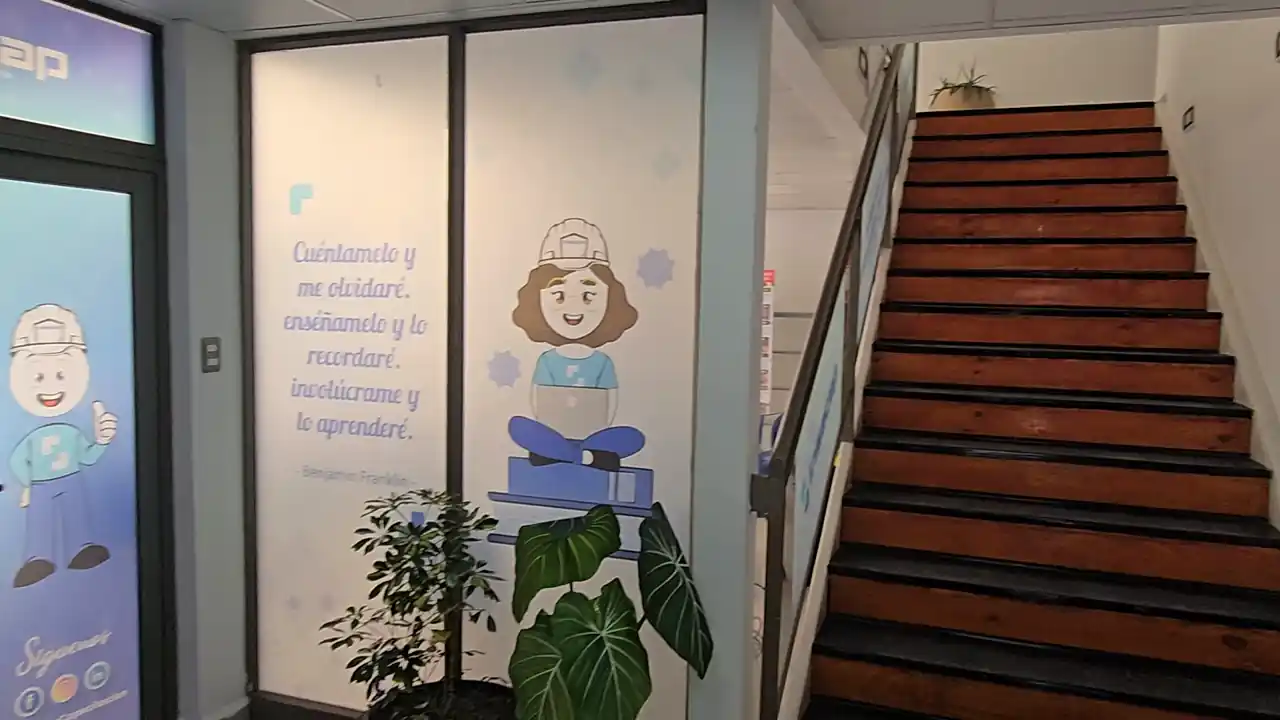 ap
Cuéntamelo y
me olvidaré.
enséñamelo y lo
recordaré.
involúcrame y
lo aprenderé.
- Benjamin Franklin -
Síguenos